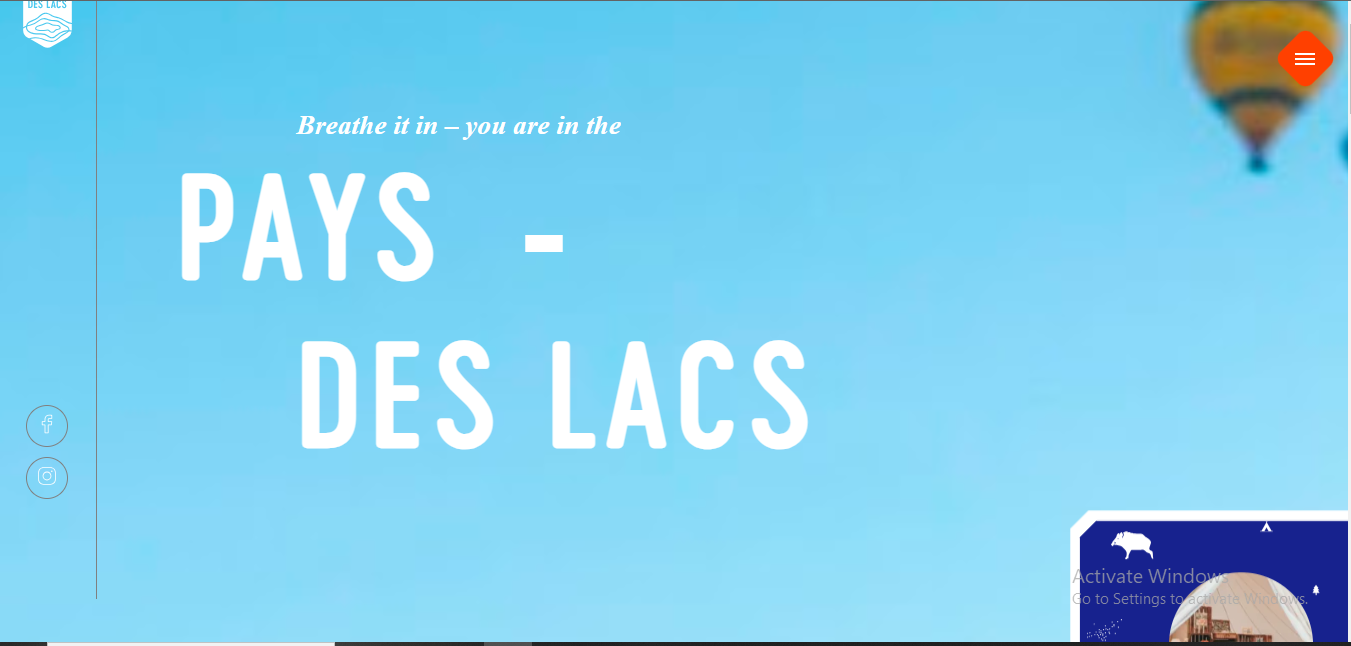 DES LACS
Breathe it in – you are in the
PAYS -
DES LACS
Activate Windows
Go to Settings to activate Windows.